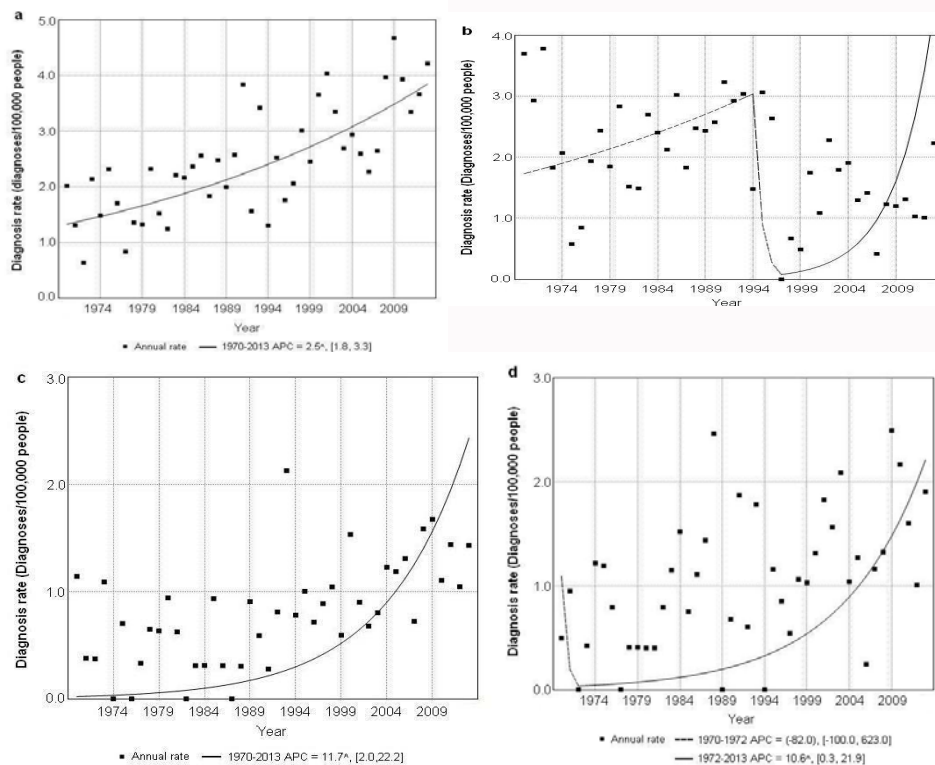 a
Diagnosis rate (diagnoses/100,000 people)
5.0
4.0
3.0
2.0
1.0
0.0
1974 1979 1984 1989 1994 1999 2004 2009
Year
Annual rate 1970-2013 APC = 2.5^, [1.8, 3.3]
b
Diagnosis rate (Diagnoses/100,000 people)
4.0
3.0
2.0
1.0
0.0
1974 1979 1984 1989 1994 1999 2004 2009
Year
c
Diagnosis rate (Diagnoses/100,000 people)
3.0
2.0
1.0
0.0
1974 1979 1984 1989 1994 1999 2004 2009
Year
Annual rate 1970-2013 APC = 11.7^, [2.0,22.2]
d
Diagnosis rate (Diagnoses/100,000 people)
3.0
2.0
1.0
0.0
1974 1979 1984 1989 1994 1999 2004 2009
Year
Annual rate 1970-1972 APC = (-82.0), [-100.0, 623.0]
1972-2013 APC = 10.6^, [0.3, 21.9]